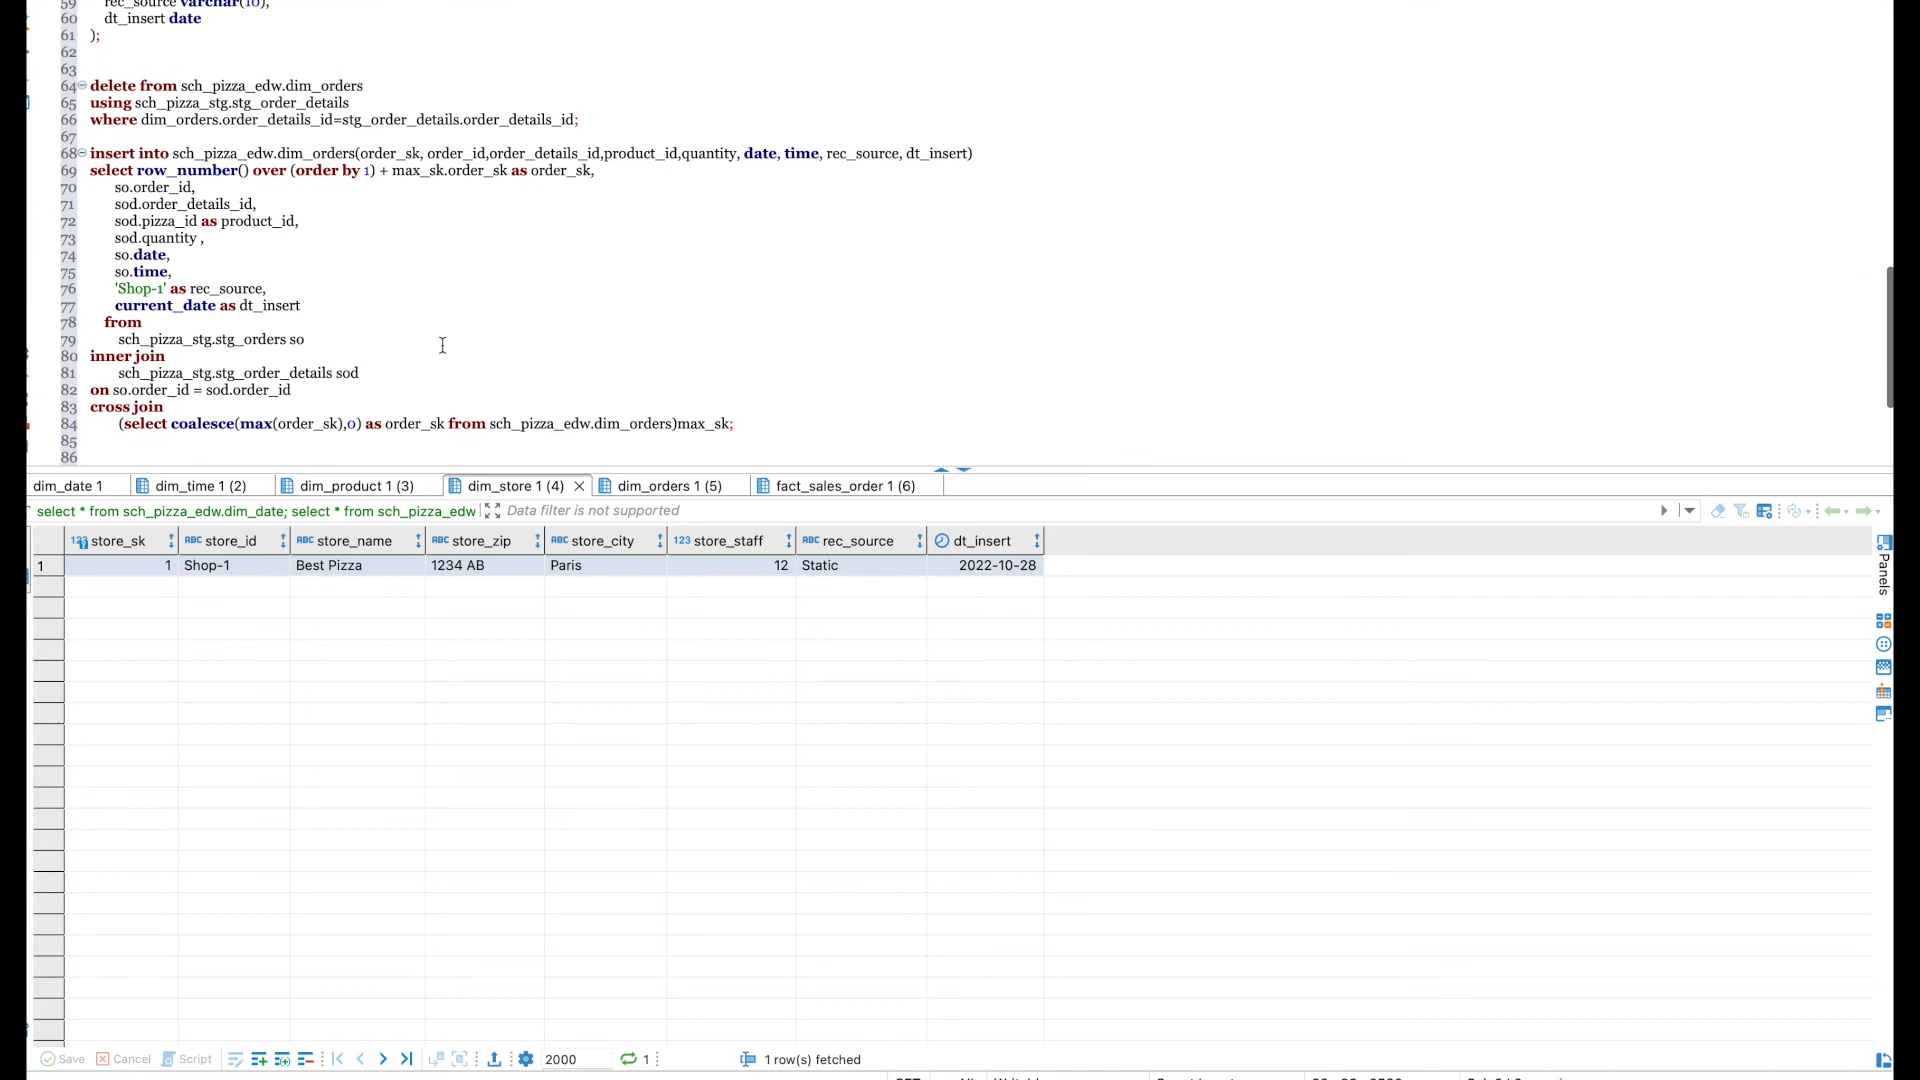 59 rec_source varchar(10),
60 dt_insert date
61 );
62
63
64 delete from sch_pizza_edw.dim_orders
65 using sch_pizza_stg.stg_order_details
66 where dim_orders.order_details_id=stg_order_details.order_details_id;
67
68 insert into sch_pizza_edw.dim_orders(order_sk, order_id,order_details_id,product_id,quantity, date, time, rec_source, dt_insert)
69 select row_number() over (order by 1) + max_sk.order_sk as order_sk,
70 so.order_id,
71 sod.order_details_id,
72 sod.pizza_id as product_id,
73 sod.quantity ,
74 so.date,
75 so.time,
76 'Shop-1' as rec_source,
77 current_date as dt_insert
78 from
79 sch_pizza_stg.stg_orders so
80 inner join
81 sch_pizza_stg.stg_order_details sod
82 on so.order_id = sod.order_id
83 cross join
84 (select coalesce(max(order_sk),0) as order_sk from sch_pizza_edw.dim_orders)max_sk;
85
86
dim_date 1 dim_time 1 (2) dim_product 1 (3) dim_store 1 (4) dim_orders 1 (5) fact_sales_order 1 (6)
select * from sch_pizza_edw.dim_date; select * from sch_pizza_edw Data filter is not supported
123 store_sk ABC store_id ABC store_name ABC store_zip ABC store_city 123 store_staff ABC rec_source dt_insert
1 1 Shop-1 Best Pizza 1234 AB Paris 12 Static 2022-10-28
Panels
Save Cancel Script 2000 1 1 row(s) fetched